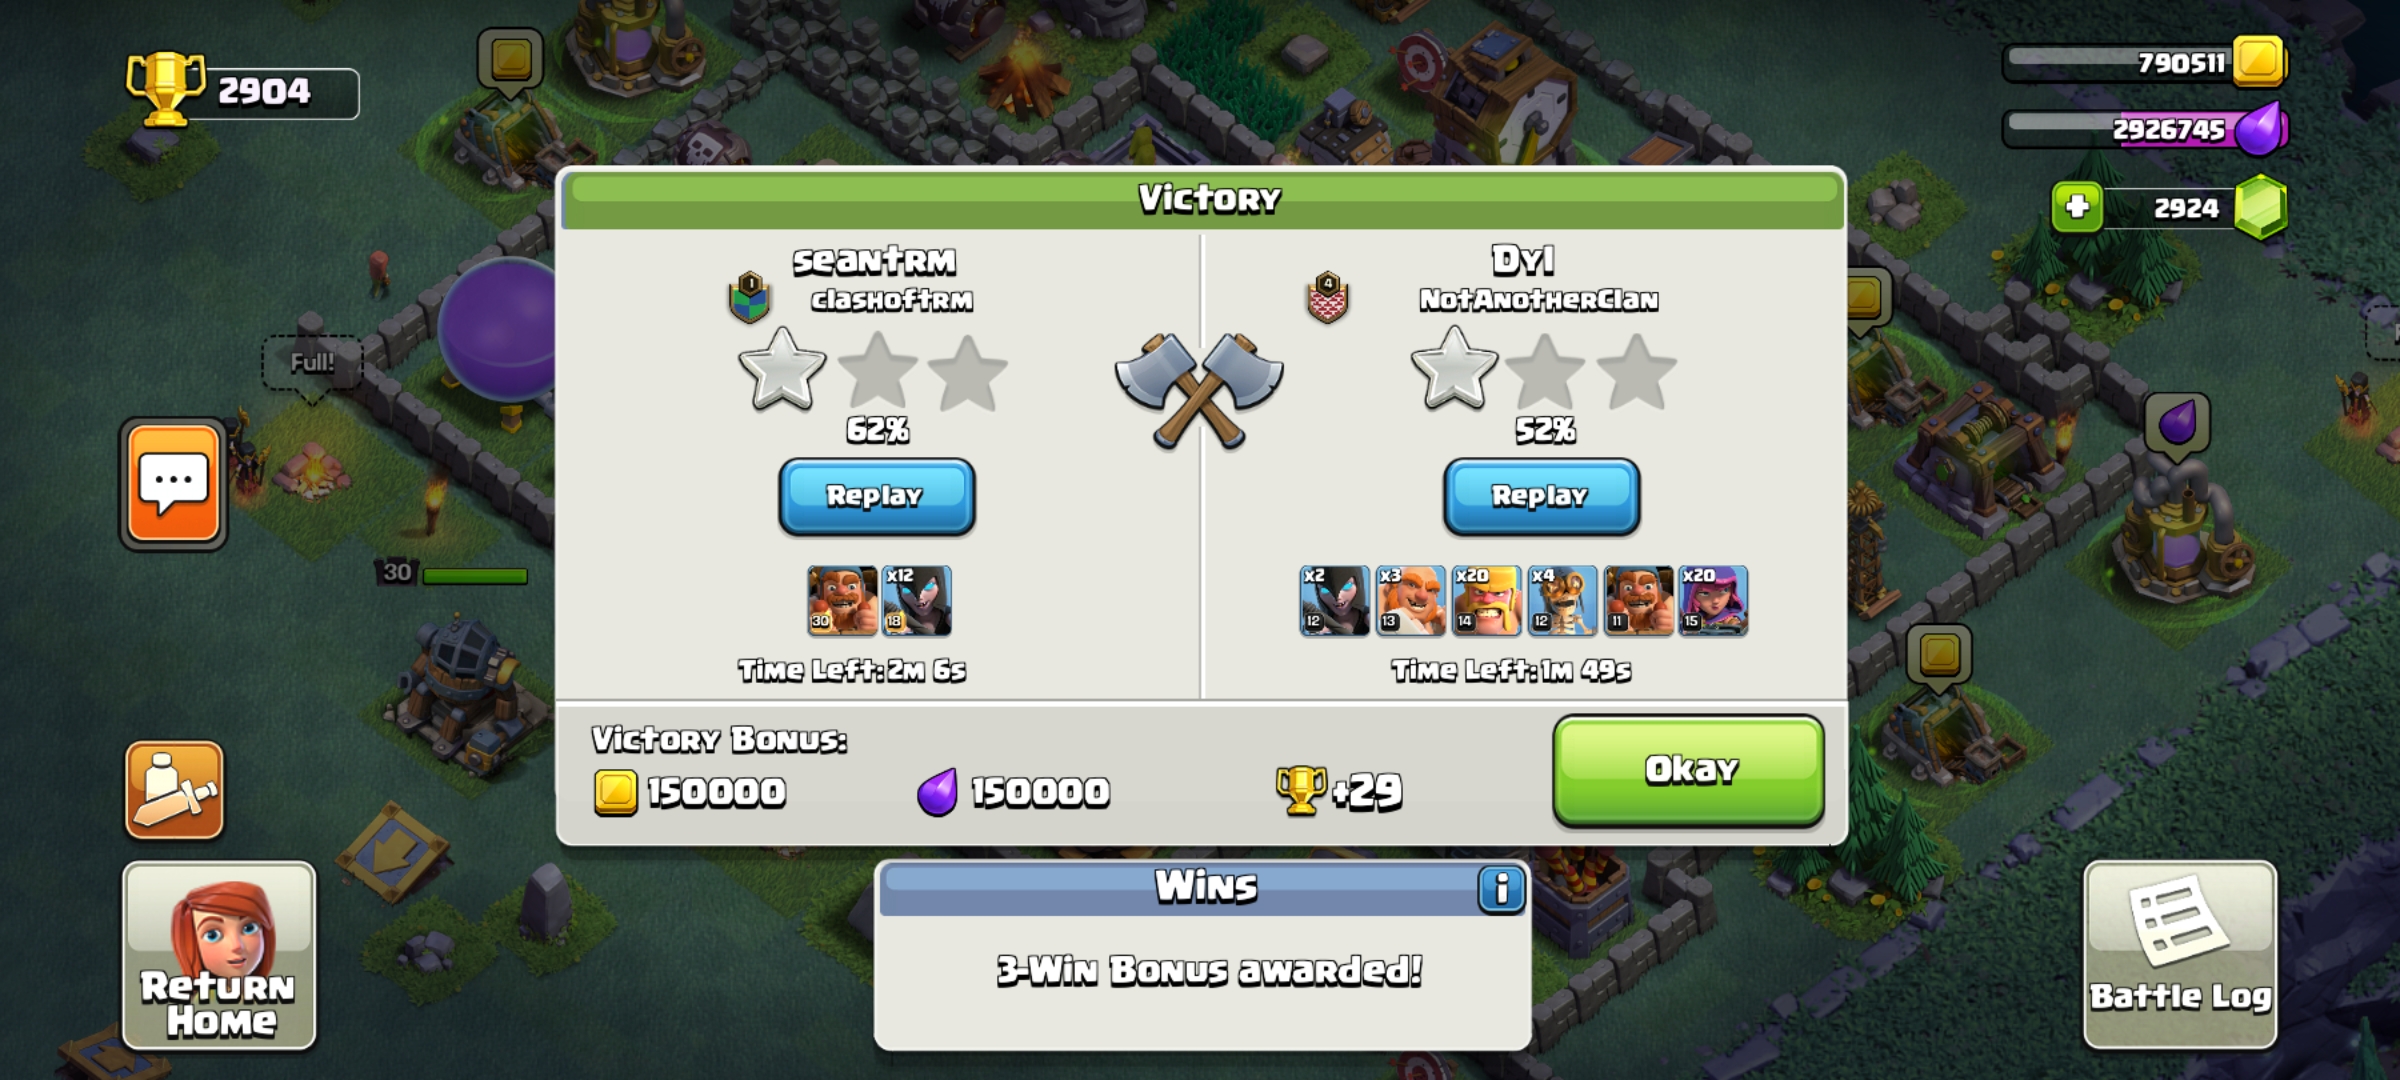 2904
790511
2926745
2924
Full!
30
Victory
seantrm
clashoftrm
1
62%
Replay
30
x12
18
Time Left:2m 6s
Dyl
NotAnotherClan
4
52%
Replay
x2
12
x3
13
x20
14
x4
12
11
x20
15
Time Left:1m 49s
Victory Bonus:
150000
150000
+29
Okay
Wins
i
3-Win Bonus awarded!
Return
Home
Battle Log